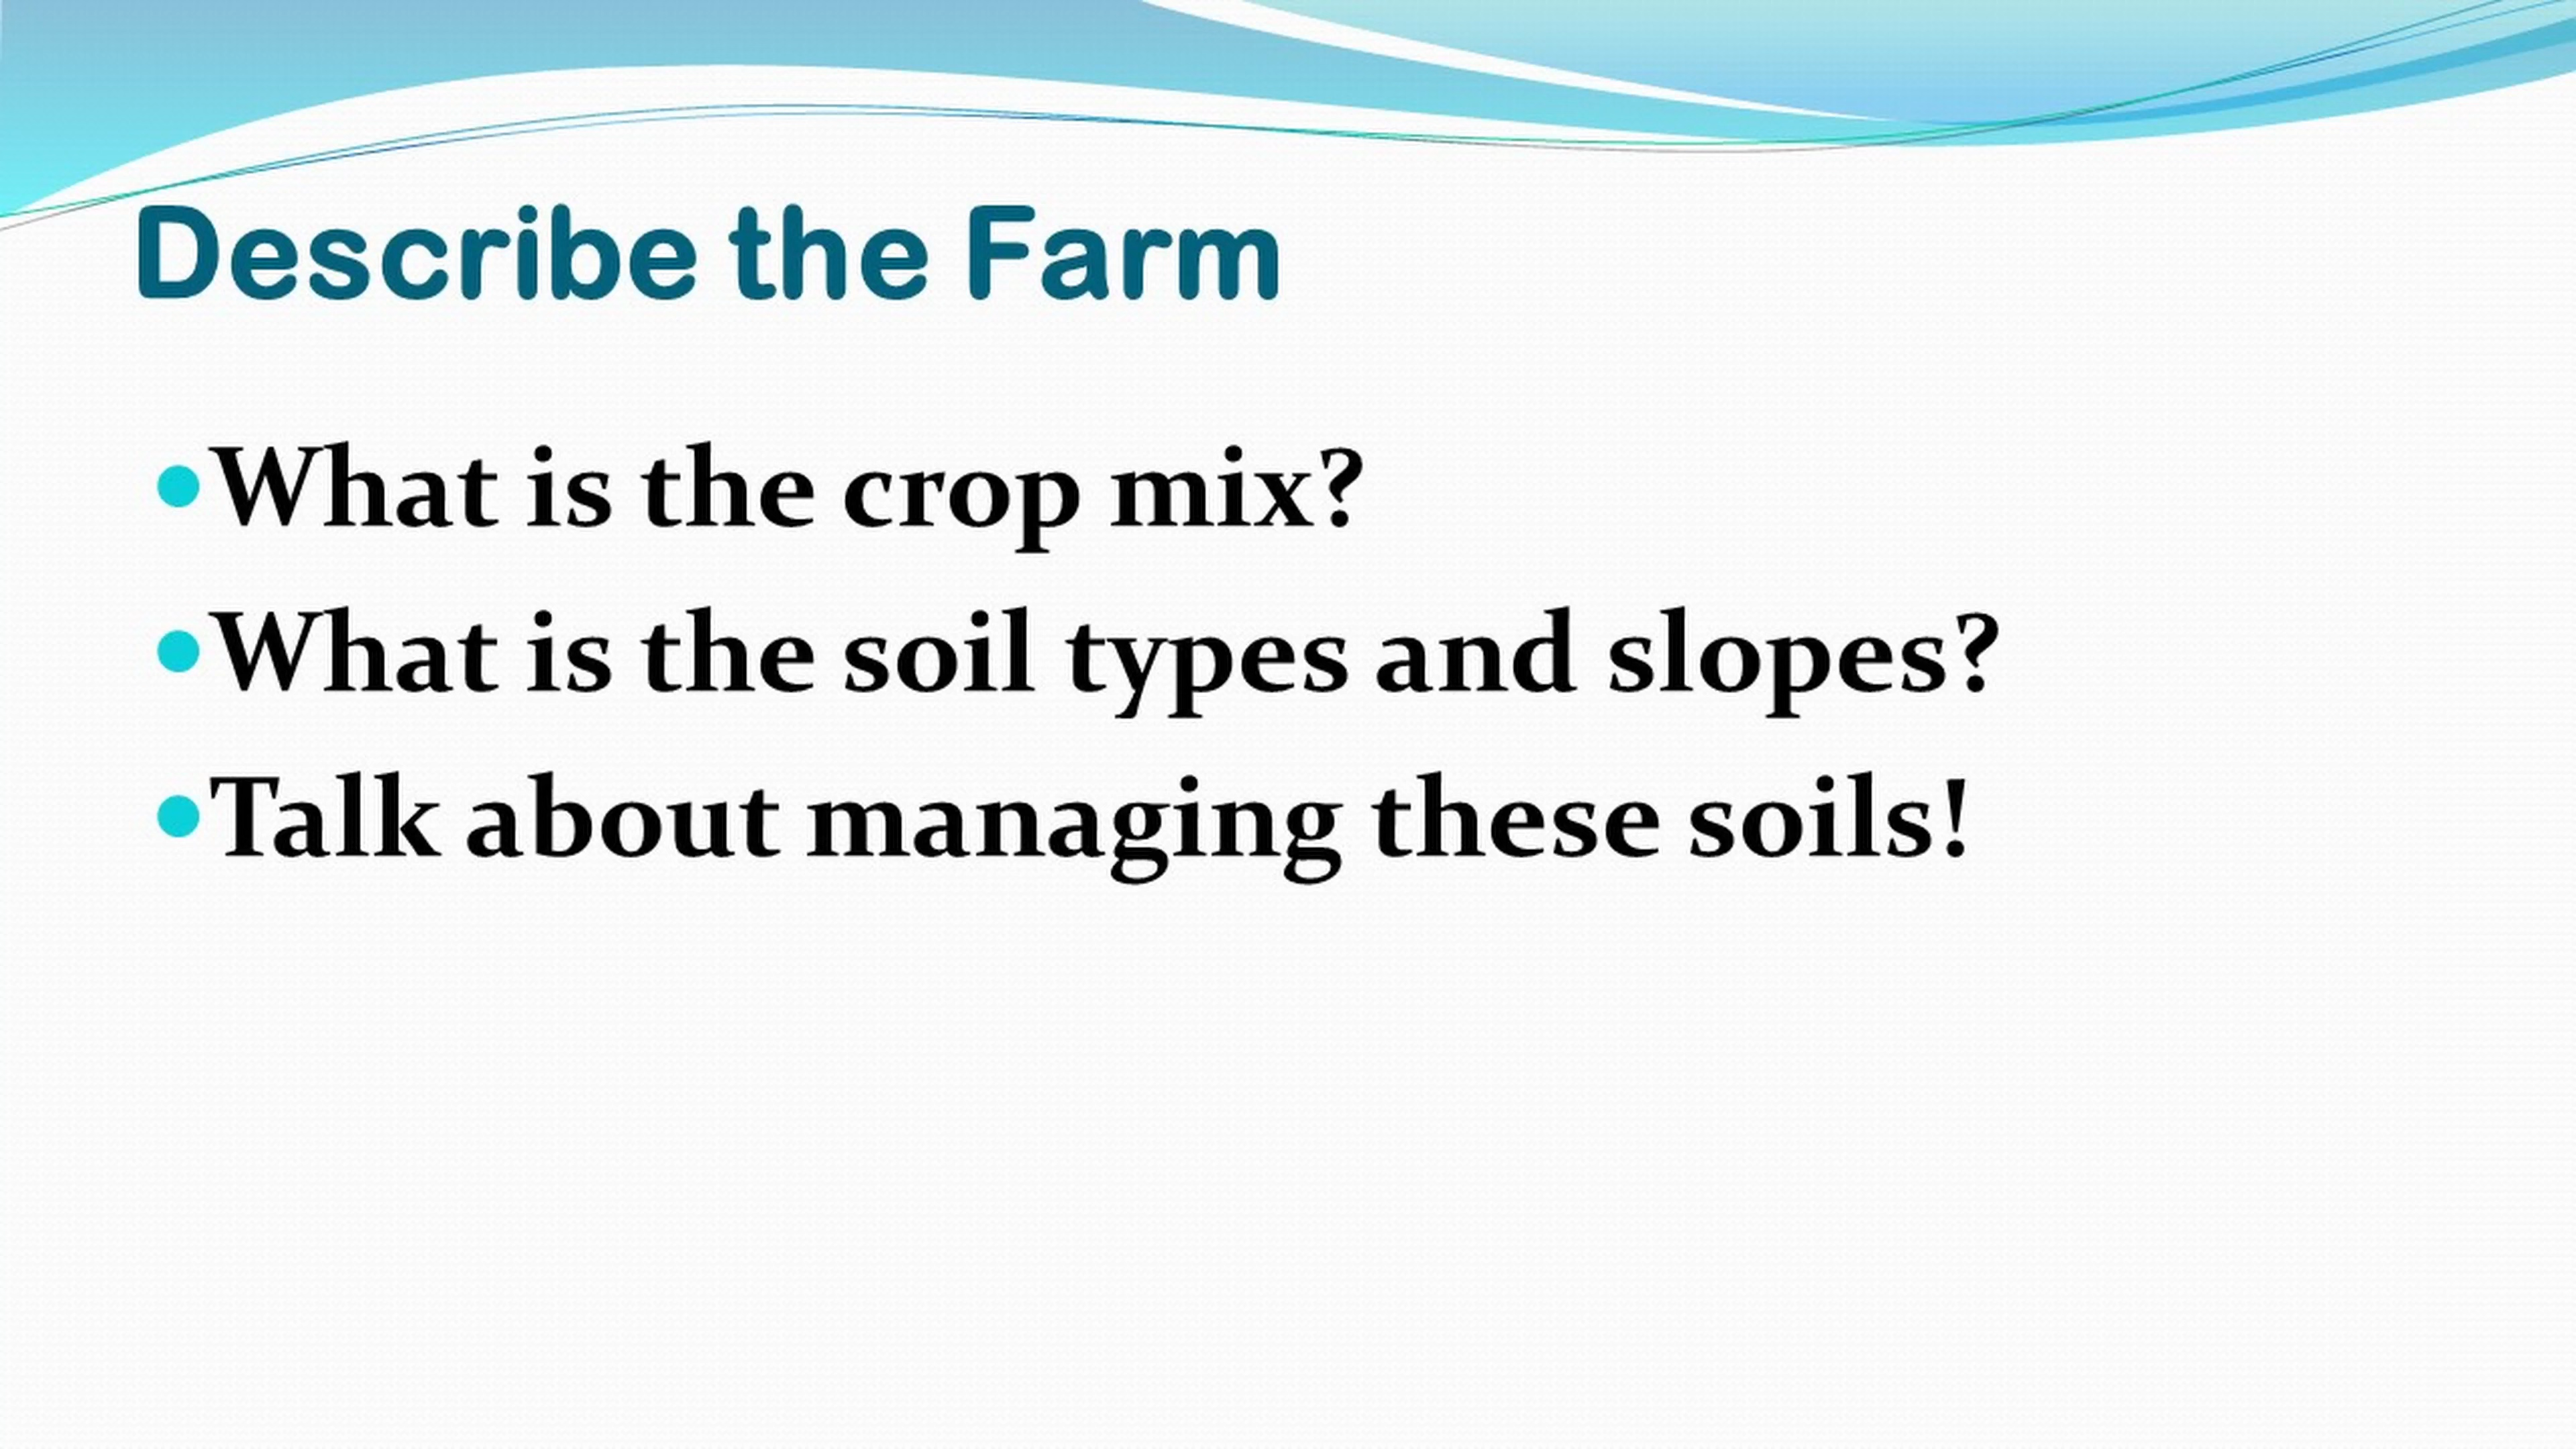 Describe the Farm
•What is the crop mix?
•What is the soil types and slopes?
•Talk about managing these soils!